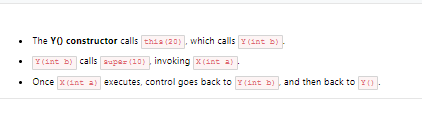 • The Y() constructor calls this(20), which calls Y(int b).
• Y(int b) calls super(10), invoking X(int a).
• Once X(int a) executes, control goes back to Y(int b), and then back to Y().